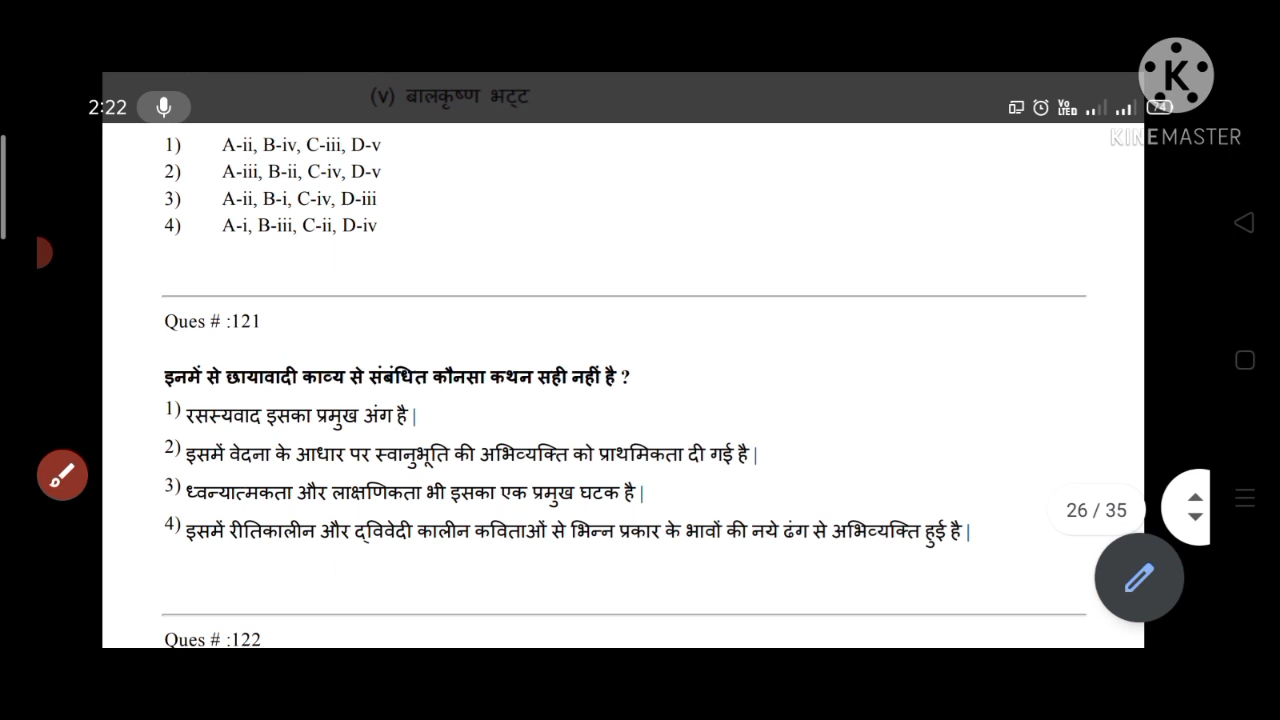 (v) बालकृष्ण भट्ट
2:22
Vo
LTED
74
K
KINEMASTER
1) A-ii, B-iv, C-iii, D-v
2) A-iii, B-ii, C-iv, D-v
3) A-ii, B-i, C-iv, D-iii
4) A-i, B-iii, C-ii, D-iv
Ques # :121
इनमें से छायावादी काव्य से संबंधित कौनसा कथन सही नहीं है ?
1) रसस्यवाद इसका प्रमुख अंग है|
2) इसमें वेदना के आधार पर स्वानुभूति की अभिव्यक्ति को प्राथमिकता दी गई है|
3) ध्वन्यात्मकता और लाक्षणिकता भी इसका एक प्रमुख घटक है|
4) इसमें रीतिकालीन और द्विवेदी कालीन कविताओं से भिन्न प्रकार के भावों की नये ढंग से अभिव्यक्ति हुई है|
26 / 35
Ques # :122